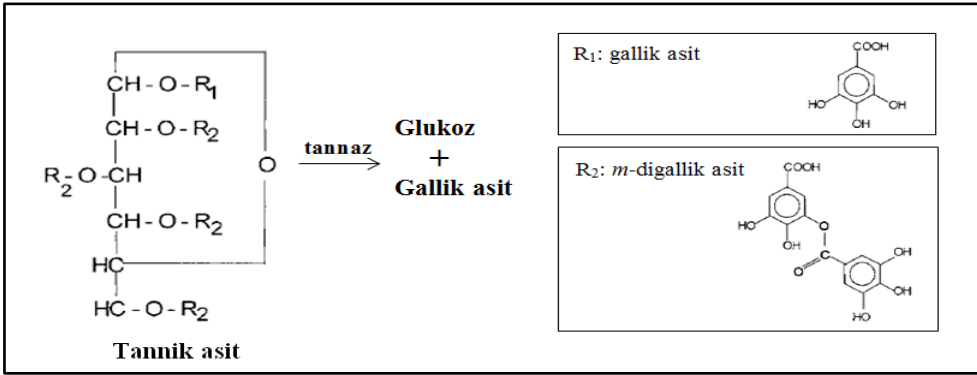 CH-O-R1
CH-O-R2
R2-O-CH
O
CH-O-R2
HC
HC-O-R2
Tannik asit
tannaz
Glukoz
+
Gallik asit
R1: gallik asit
COOH
HO
OH
OH
R2: m-digallik asit
COOH
HO
OH
O
C
O
OH
OH
HO